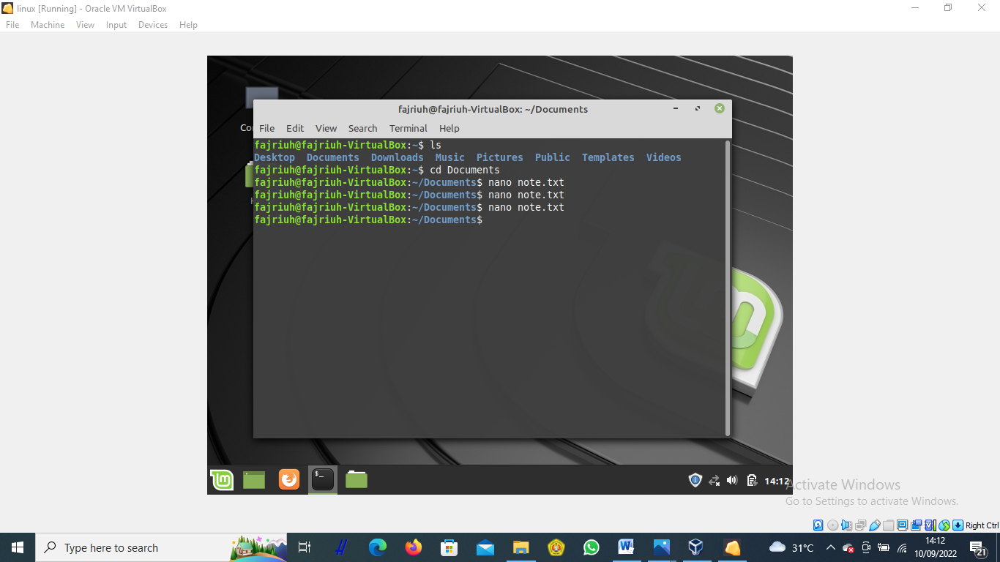 linux [Running] - Oracle VM VirtualBox
File Machine View Input Devices Help
fajriuh@fajriuh-VirtualBox: ~/Documents
File Edit View Search Terminal Help
fajriuh@fajriuh-VirtualBox:~$ ls
Desktop Documents Downloads Music Pictures Public Templates Videos
fajriuh@fajriuh-VirtualBox:~$ cd Documents
fajriuh@fajriuh-VirtualBox:~/Documents$ nano note.txt
fajriuh@fajriuh-VirtualBox:~/Documents$ nano note.txt
fajriuh@fajriuh-VirtualBox:~/Documents$ nano note.txt
fajriuh@fajriuh-VirtualBox:~/Documents$
14:12
Activate Windows
Go to Settings to activate Windows.
Right Ctrl
Type here to search
31°C
14:12
10/09/2022
21